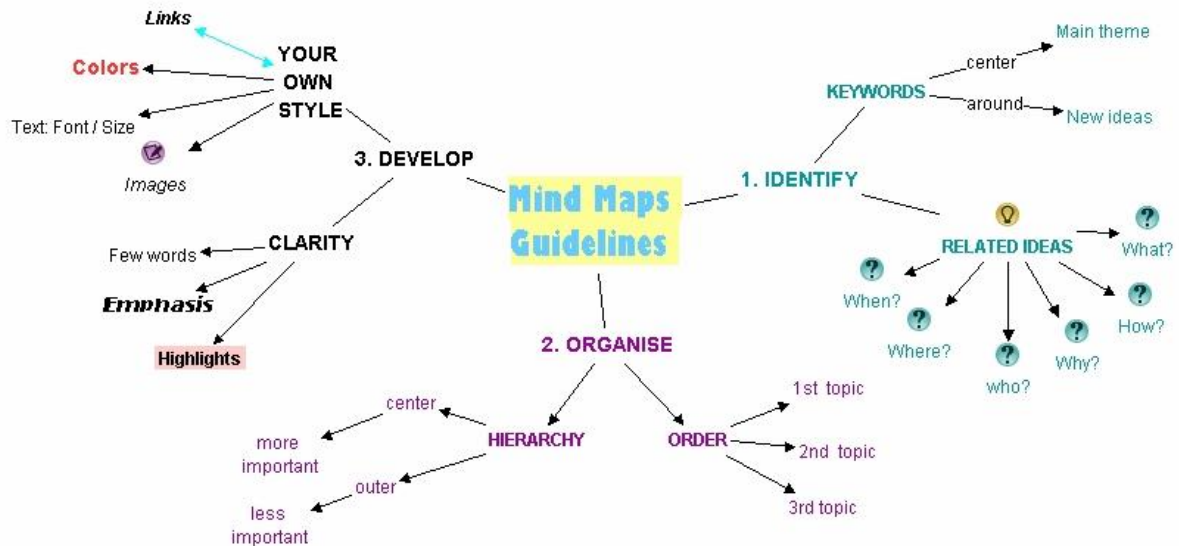 Mind Maps
Guidelines
1. IDENTIFY
KEYWORDS
center
Main theme
around
New ideas
RELATED IDEAS
What?
How?
Why?
who?
Where?
When?
2. ORGANISE
HIERARCHY
center
more
important
outer
less
important
ORDER
1st topic
2nd topic
3rd topic
3. DEVELOP
YOUR
OWN
STYLE
Links
Colors
Text: Font / Size
Images
CLARITY
Few words
Emphasis
Highlights